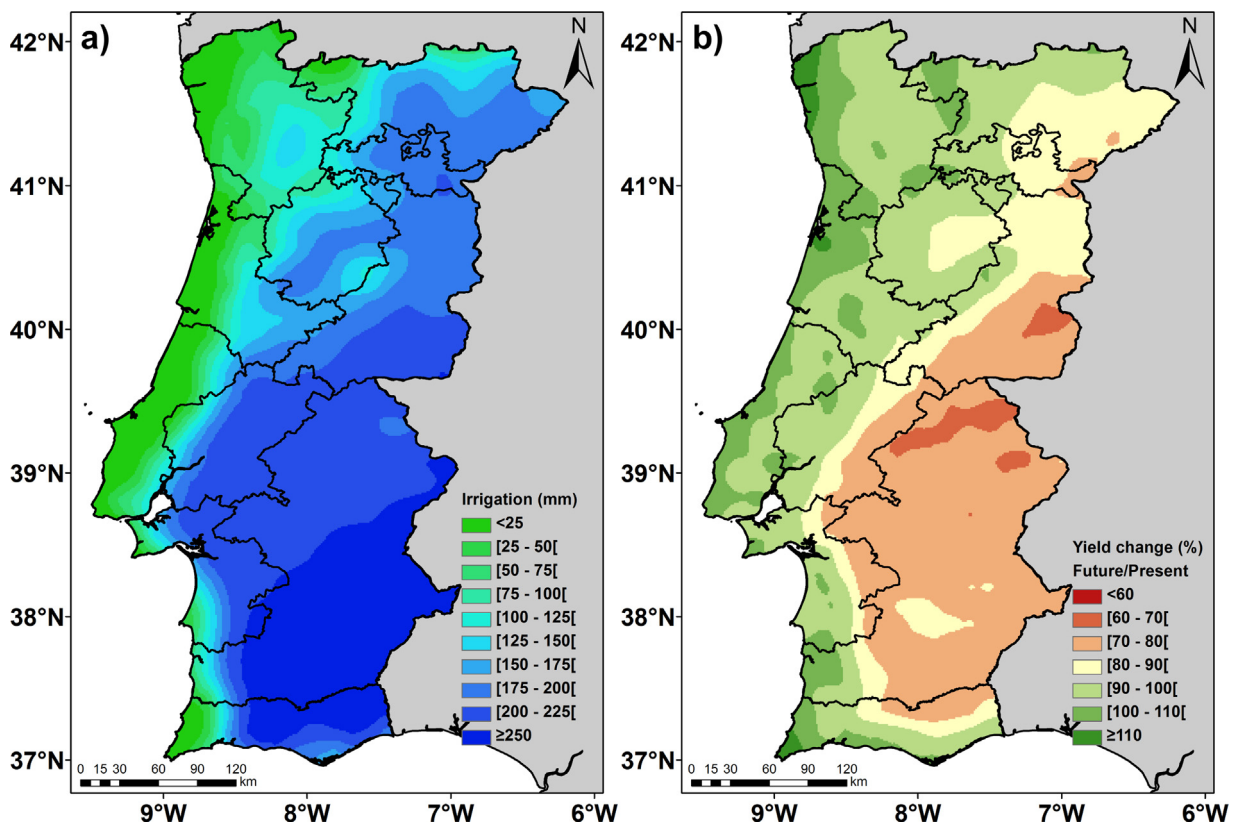 a)
N
42°N
41°N
40°N
39°N
38°N
37°N
Irrigation (mm)
<25
[25 - 50[
[50 - 75[
[75 - 100[
[100 - 125[
[125 - 150[
[150 - 175[
[175 - 200[
[200 - 225[
≥250
0 15 30 60 90 120
km
9°W 8°W 7°W 6°W
b)
N
42°N
41°N
40°N
39°N
38°N
37°N
Yield change (%)
Future/Present
<60
[60 - 70[
[70 - 80[
[80 - 90[
[90 - 100[
[100 - 110[
≥110
0 15 30 60 90 120
km
9°W 8°W 7°W 6°W